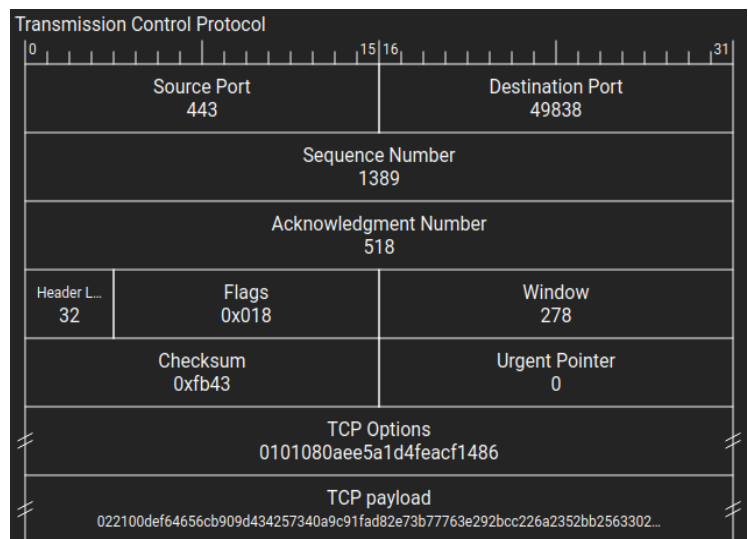 Transmission Control Protocol
0 15 16 31
Source Port Destination Port
443 49838
Sequence Number
1389
Acknowledgment Number
518
Header L... Flags Window
32 0x018 278
Checksum Urgent Pointer
0xfb43 0
TCP Options
0101080aee5a1d4feacf1486
TCP payload
022100def64656cb909d434257340a9c91fad82e73b77763e292bcc226a2352bb2563302...